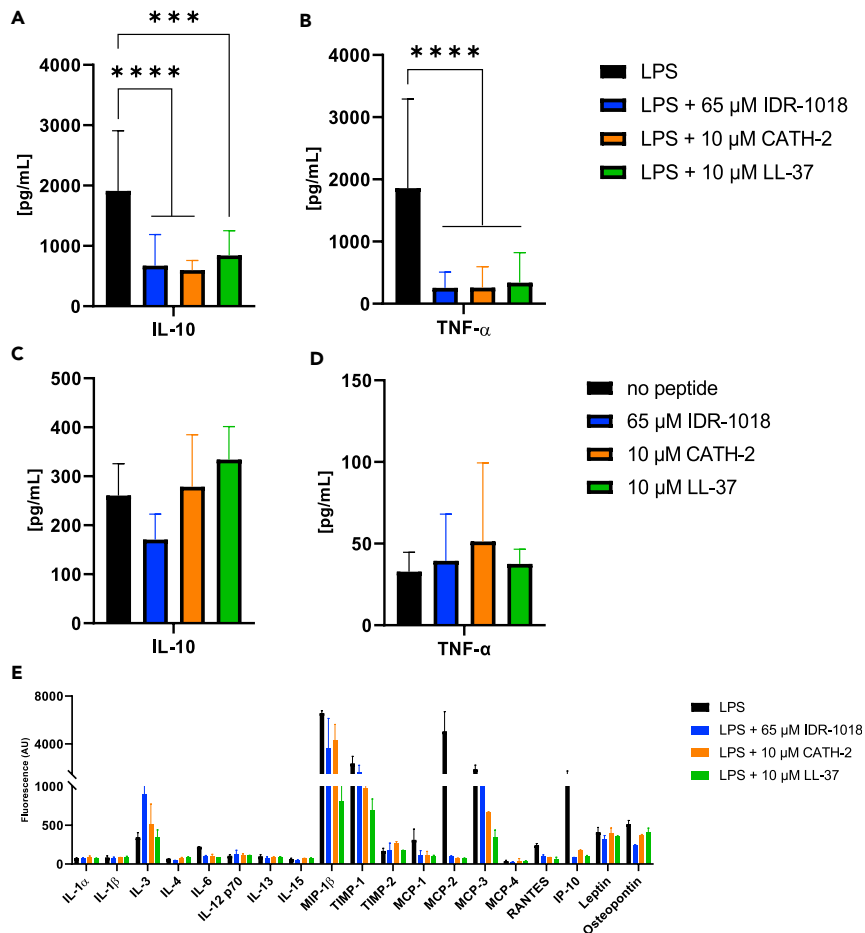 A
***
****
[pg/mL]
4000
3000
2000
1000
0
IL-10
B
****
[pg/mL]
4000
3000
2000
1000
0
TNF-α
LPS
LPS + 65 µM IDR-1018
LPS + 10 µM CATH-2
LPS + 10 µM LL-37
C
[pg/mL]
500
400
300
200
100
0
IL-10
D
[pg/mL]
150
100
50
0
TNF-α
no peptide
65 µM IDR-1018
10 µM CATH-2
10 µM LL-37
E
Fluorescence (AU)
8000
4000
1000
500
0
IL-1α
IL-1β
IL-3
IL-4
IL-6
IL-12 p70
IL-13
IL-15
MIP-1β
TIMP-1
TIMP-2
MCP-1
MCP-2
MCP-3
MCP-4
RANTES
IP-10
Leptin
Osteopontin
LPS
LPS + 65 µM IDR-1018
LPS + 10 µM CATH-2
LPS + 10 µM LL-37